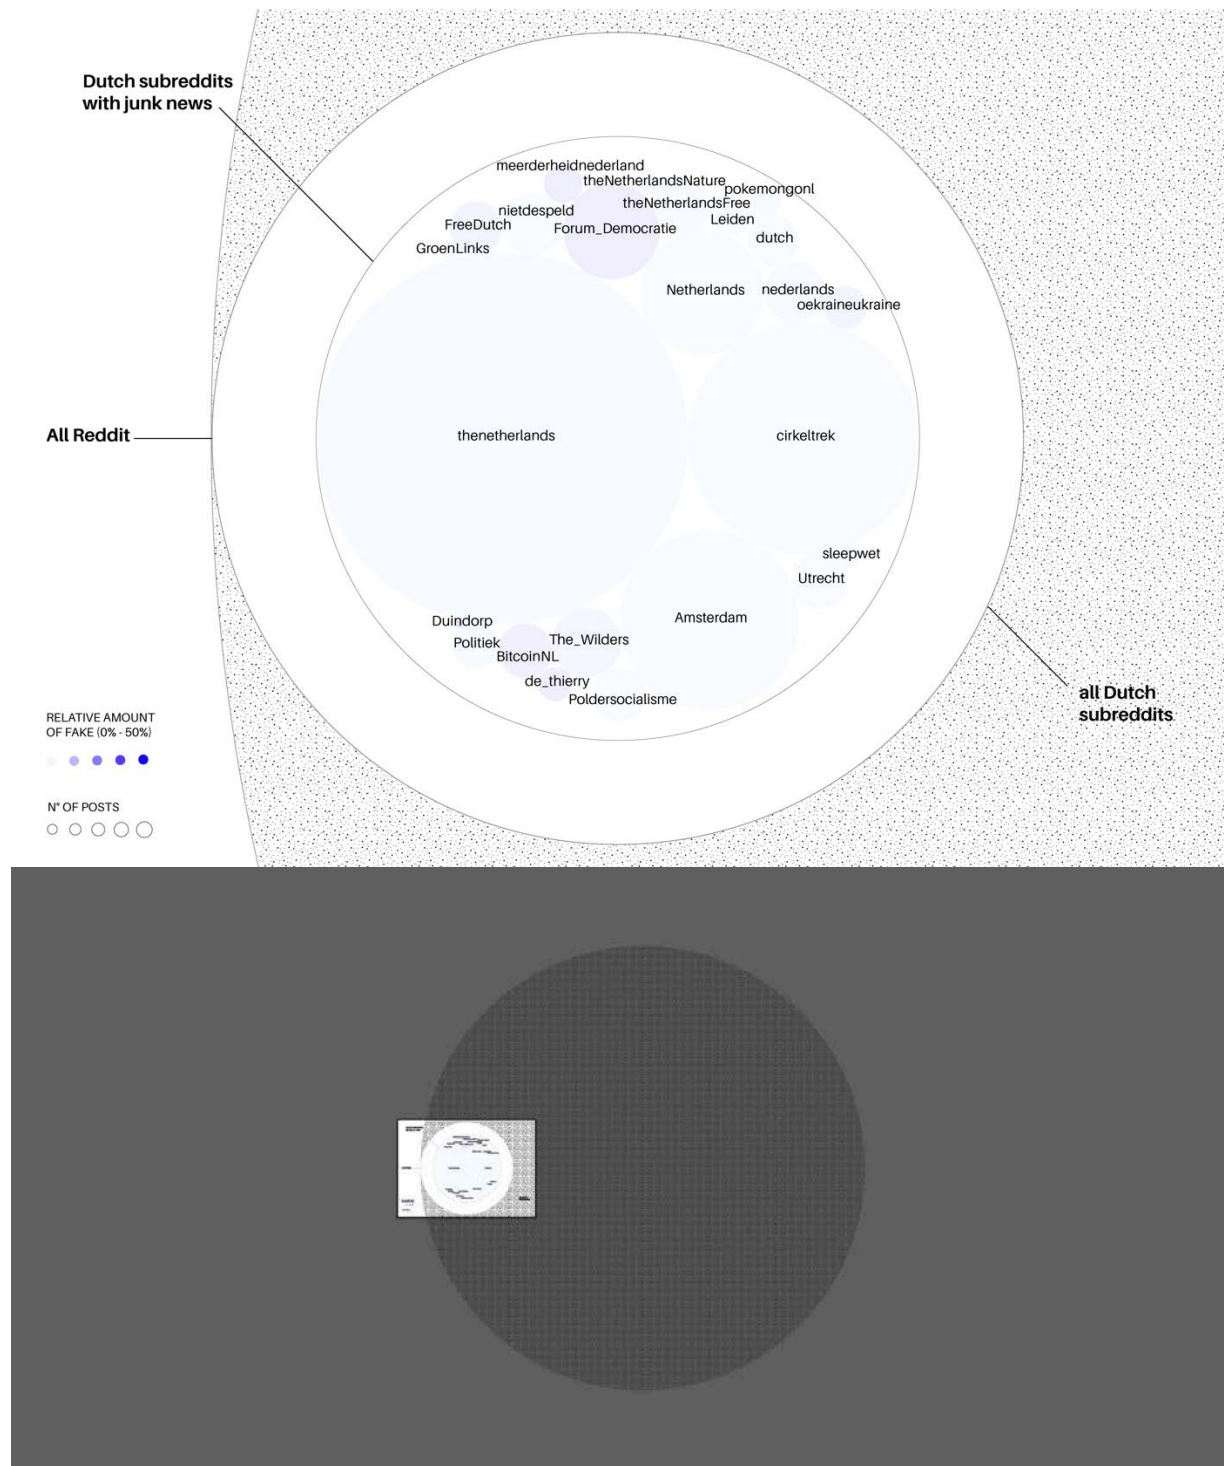 Dutch subreddits
with junk news
meerderheidnederland
theNetherlandsNature
pokemongonl
theNetherlandsFree
nietdespeld
Leiden
FreeDutch
Forum_Democratie
dutch
GroenLinks
Netherlands
nederlands
oekraineukraine
All Reddit
thenetherlands
cirkeltrek
sleepwet
Utrecht
Duindorp
Amsterdam
Politiek
The_Wilders
BitcoinNL
de_thierry
Poldersocialisme
all Dutch
subreddits
RELATIVE AMOUNT
OF FAKE (0% - 50%)
N° OF POSTS